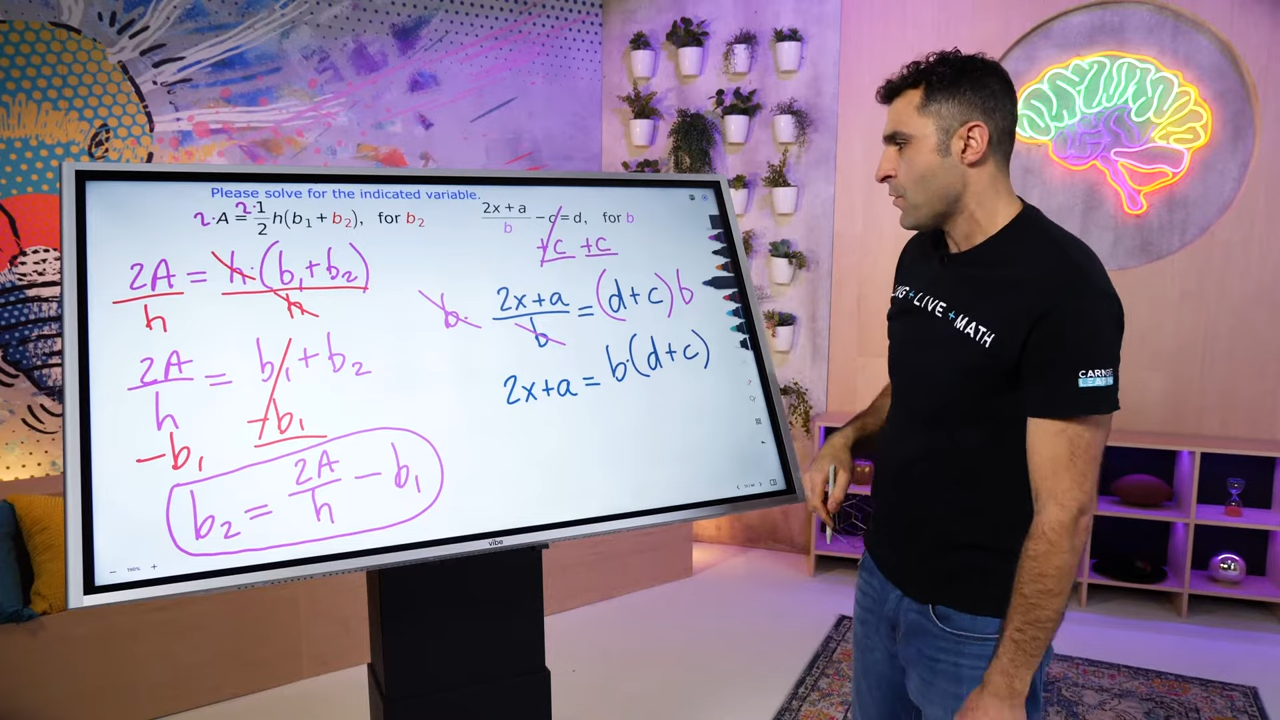 Please solve for the indicated variable.
2·A = 2·1/2 h(b₁ + b₂), for b₂
2A/h = h·(b₁+b₂)/h
2A/h = b₁ + b₂
-b₁ -b₁
b₂ = 2A/h - b₁
(2x + a)/b - c = d, for b
+c +c
b· (2x+a)/b = (d+c)b
2x+a = b·(d+c)
vibe
+ LIVE + MATH